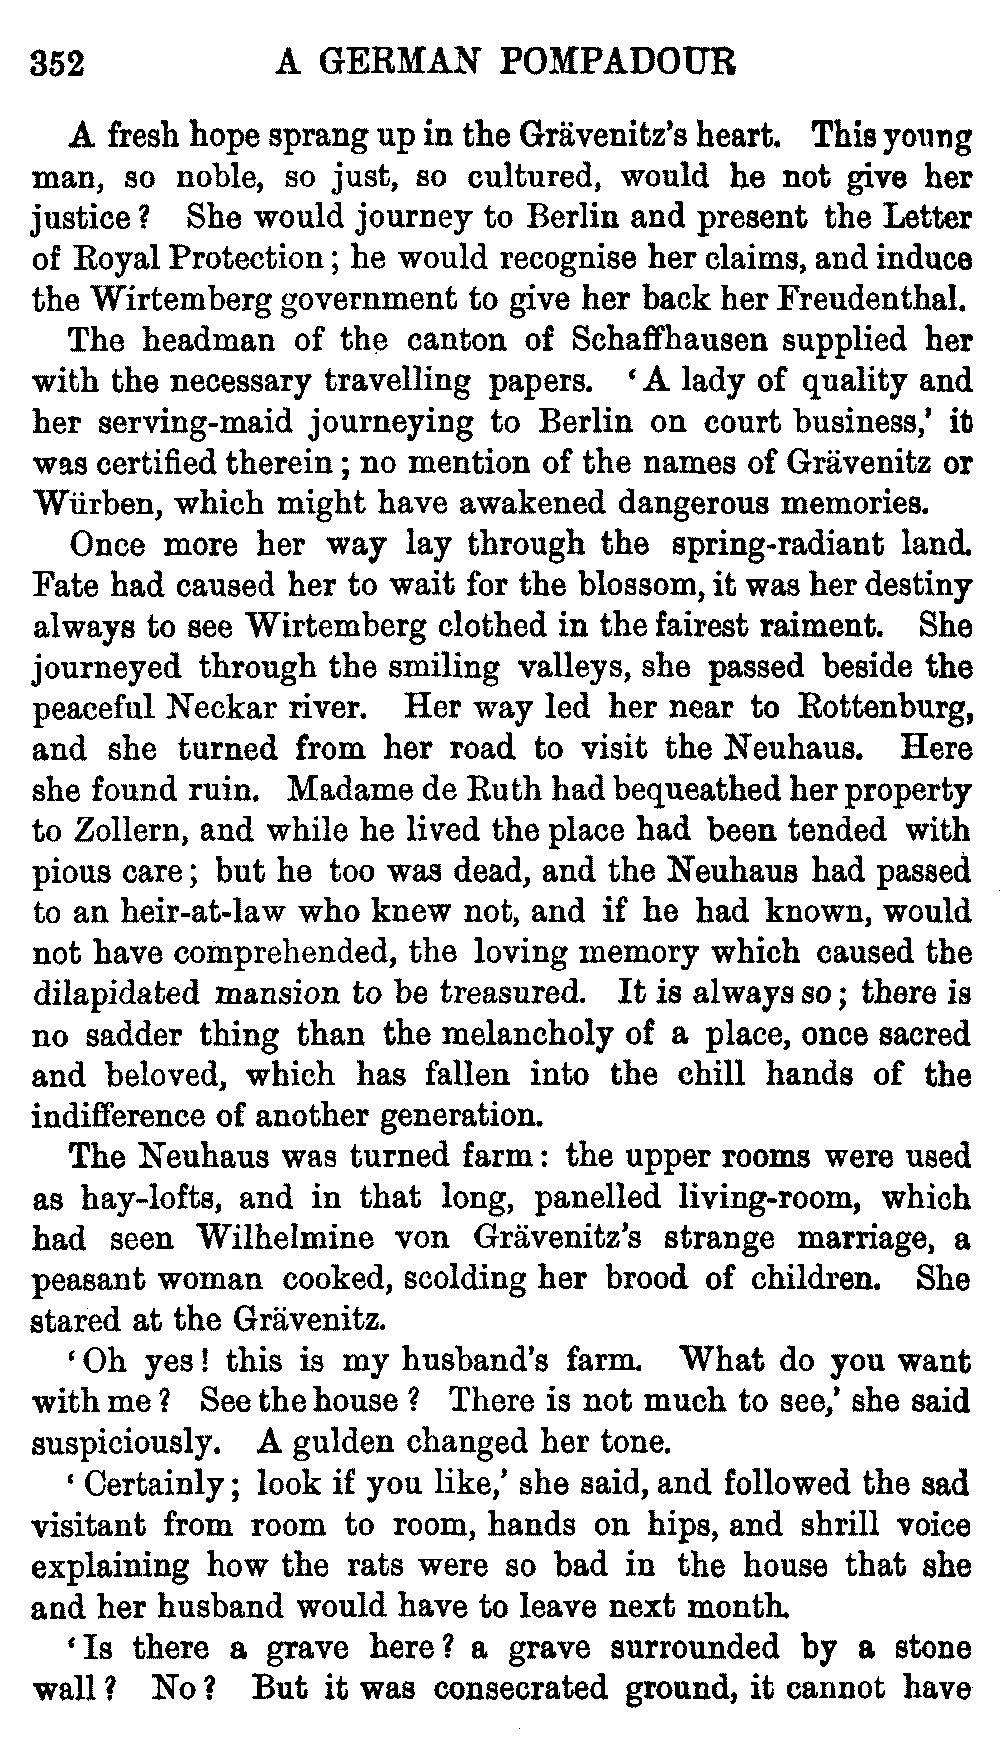 352 A GERMAN POMPADOUR
A fresh hope sprang up in the Grävenitz's heart. This young
man, so noble, so just, so cultured, would he not give her
justice? She would journey to Berlin and present the Letter
of Royal Protection; he would recognise her claims, and induce
the Wirtemberg government to give her back her Freudenthal.
The headman of the canton of Schaffhausen supplied her
with the necessary travelling papers. 'A lady of quality and
her serving-maid journeying to Berlin on court business,' it
was certified therein; no mention of the names of Grävenitz or
Würben, which might have awakened dangerous memories.
Once more her way lay through the spring-radiant land.
Fate had caused her to wait for the blossom, it was her destiny
always to see Wirtemberg clothed in the fairest raiment. She
journeyed through the smiling valleys, she passed beside the
peaceful Neckar river. Her way led her near to Rottenburg,
and she turned from her road to visit the Neuhaus. Here
she found ruin. Madame de Ruth had bequeathed her property
to Zollern, and while he lived the place had been tended with
pious care; but he too was dead, and the Neuhaus had passed
to an heir-at-law who knew not, and if he had known, would
not have comprehended, the loving memory which caused the
dilapidated mansion to be treasured. It is always so; there is
no sadder thing than the melancholy of a place, once sacred
and beloved, which has fallen into the chill hands of the
indifference of another generation.
The Neuhaus was turned farm: the upper rooms were used
as hay-lofts, and in that long, panelled living-room, which
had seen Wilhelmine von Grävenitz's strange marriage, a
peasant woman cooked, scolding her brood of children. She
stared at the Grävenitz.
'Oh yes! this is my husband's farm. What do you want
with me? See the house? There is not much to see,' she said
suspiciously. A gulden changed her tone.
'Certainly; look if you like,' she said, and followed the sad
visitant from room to room, hands on hips, and shrill voice
explaining how the rats were so bad in the house that she
and her husband would have to leave next month.
'Is there a grave here? a grave surrounded by a stone
wall? No? But it was consecrated ground, it cannot have